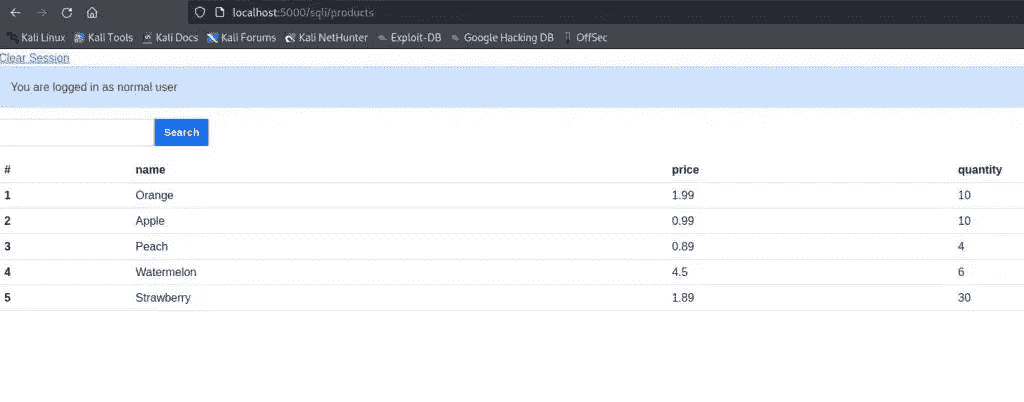 localhost:5000/sqli/products
Kali Linux Kali Tools Kali Docs Kali Forums Kali NetHunter Exploit-DB Google Hacking DB OffSec
Clear Session
You are logged in as normal user
Search
# name price quantity
1 Orange 1.99 10
2 Apple 0.99 10
3 Peach 0.89 4
4 Watermelon 4.5 6
5 Strawberry 1.89 30